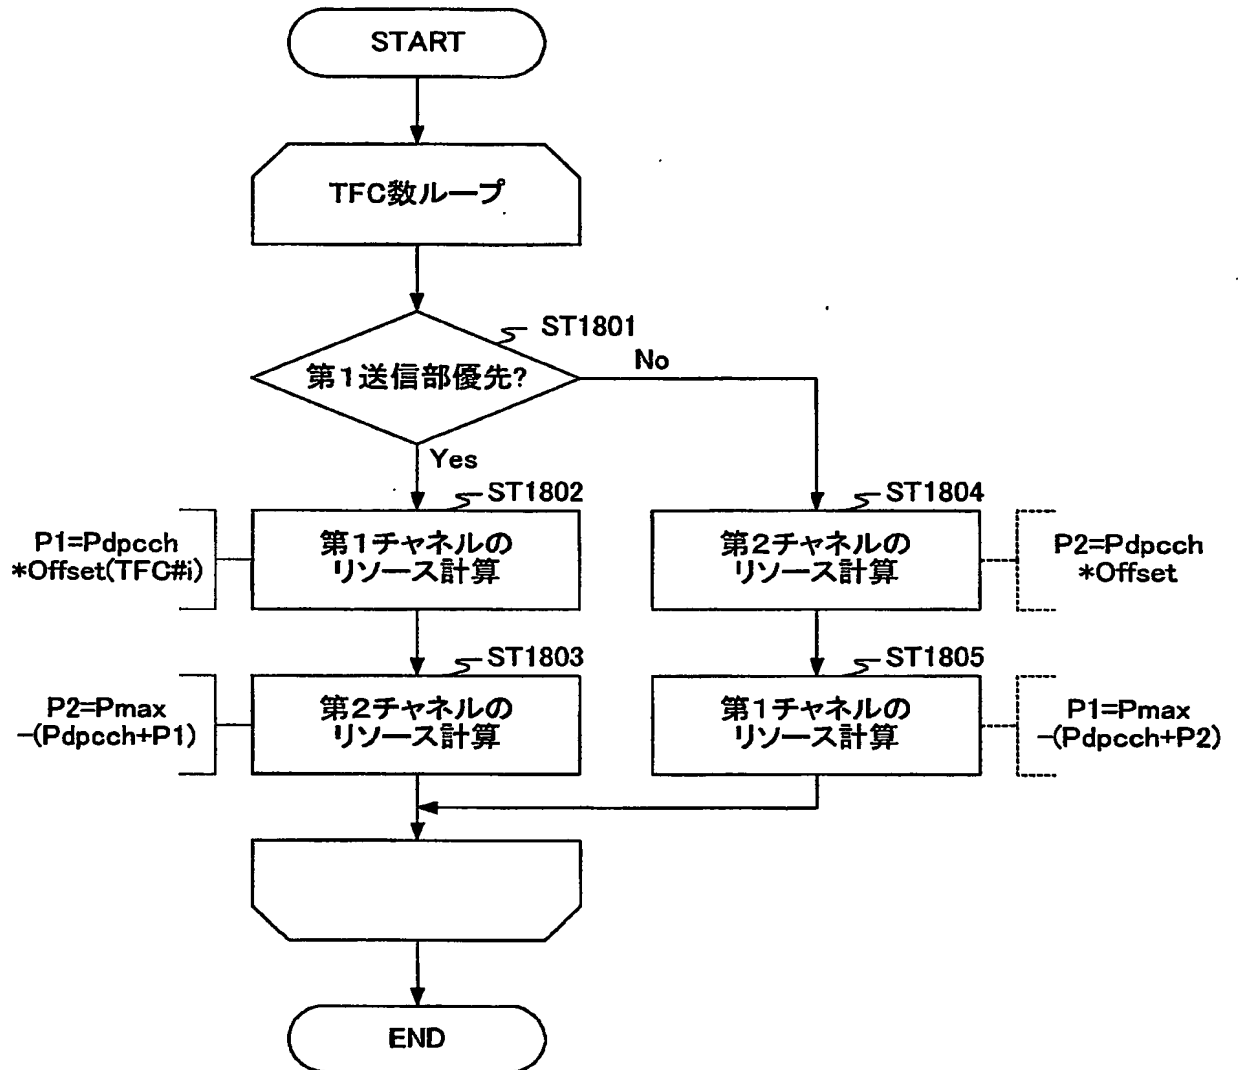 START
TFC数ループ
ST1801
第1送信部優先?
No
Yes
ST1802
P1=Pdpcch
*Offset(TFC#i)
第1チャネルの
リソース計算
ST1804
第2チャネルの
リソース計算
P2=Pdpcch
*Offset
ST1803
P2=Pmax
-(Pdpcch+P1)
第2チャネルの
リソース計算
ST1805
第1チャネルの
リソース計算
P1=Pmax
-(Pdpcch+P2)
END